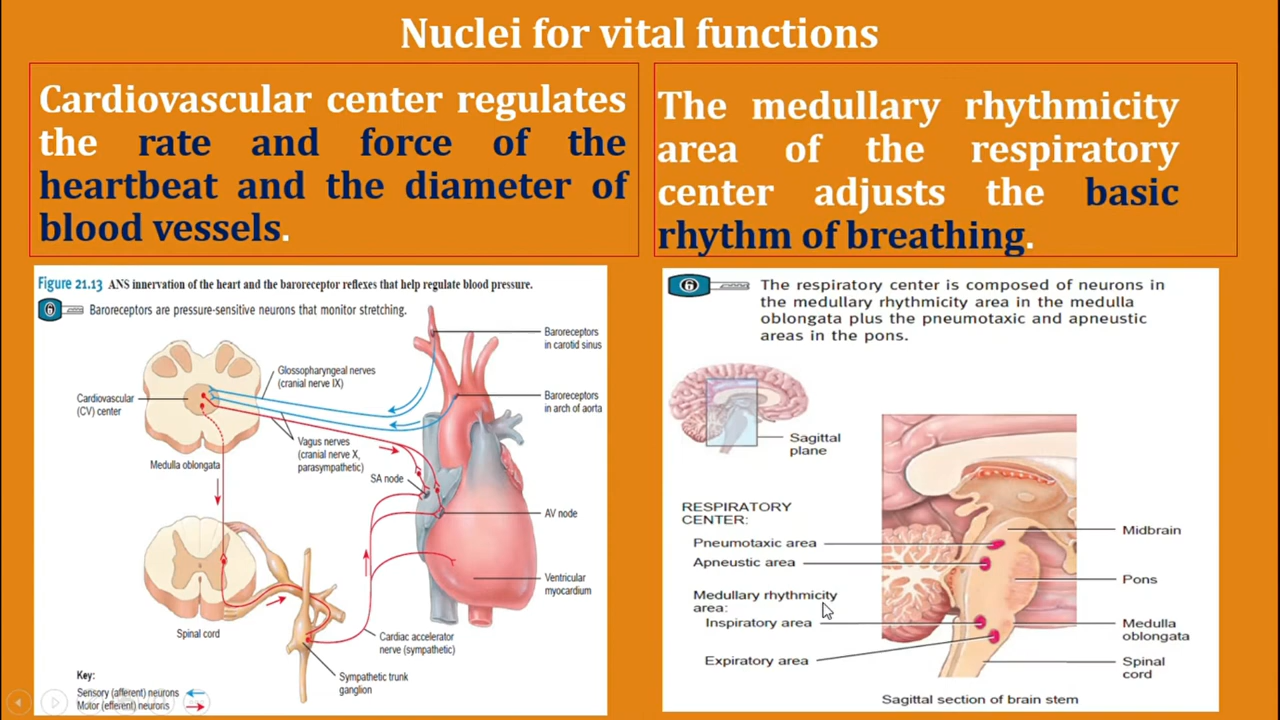 Nuclei for vital functions
Cardiovascular center regulates
the rate and force of the
heartbeat and the diameter of
blood vessels.
The medullary rhythmicity
area of the respiratory
center adjusts the basic
rhythm of breathing.
Figure 21.13 ANS innervation of the heart and the baroreceptor reflexes that help regulate blood pressure.
Baroreceptors are pressure-sensitive neurons that monitor stretching.
Baroreceptors
in carotid sinus
Glossopharyngeal nerves
(cranial nerve IX)
Cardiovascular
(CV) center
Baroreceptors
in arch of aorta
Vagus nerves
(cranial nerve X,
parasympathetic)
Medulla oblongata
SA node
AV node
Ventricular
myocardium
Spinal cord
Cardiac accelerator
nerve (sympathetic)
Sympathetic trunk
ganglion
Key:
Sensory (afferent) neurons
Motor (efferent) neurons
The respiratory center is composed of neurons in
the medullary rhythmicity area in the medulla
oblongata plus the pneumotaxic and apneustic
areas in the pons.
Sagittal
plane
RESPIRATORY
CENTER:
Pneumotaxic area
Apneustic area
Medullary rhythmicity
area:
Inspiratory area
Expiratory area
Midbrain
Pons
Medulla
oblongata
Spinal
cord
Sagittal section of brain stem